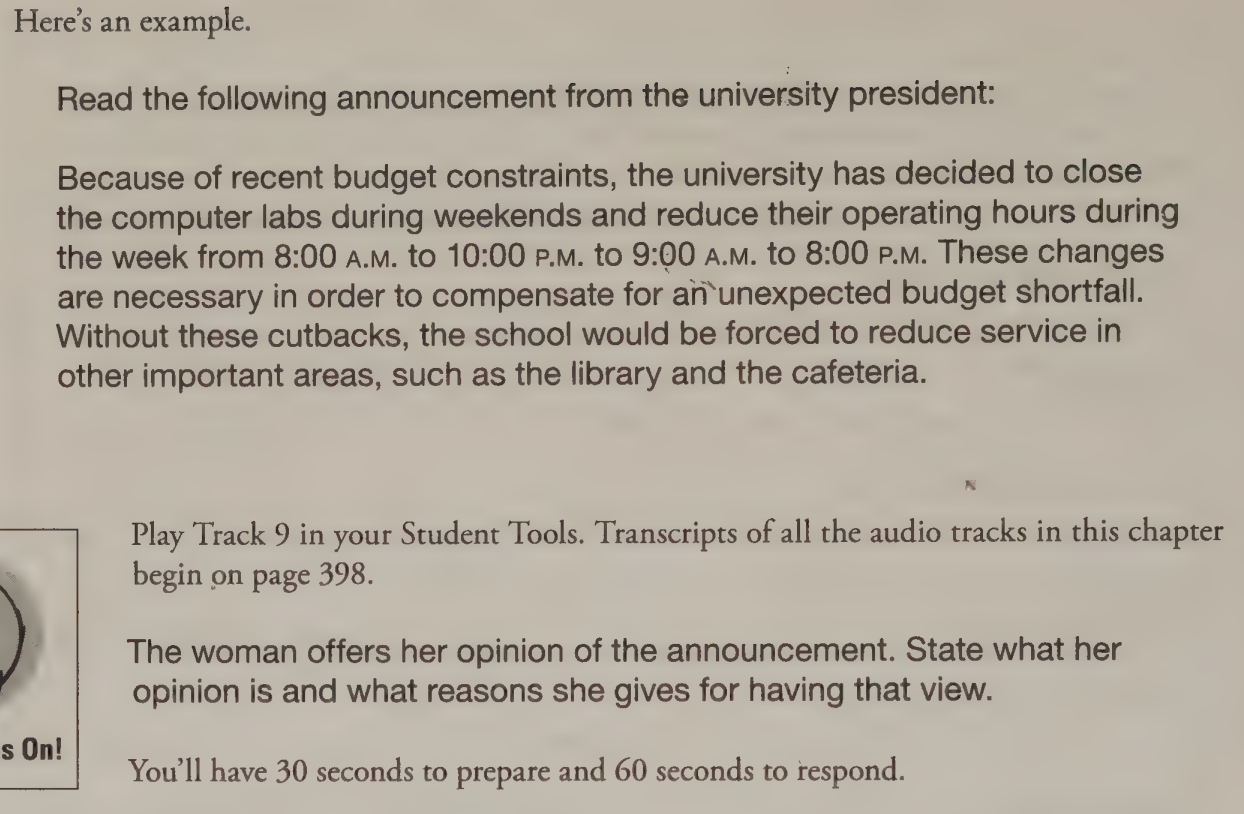 Here's an example.
Read the following announcement from the university president:
Because of recent budget constraints, the university has decided to close
the computer labs during weekends and reduce their operating hours during
the week from 8:00 A.M. to 10:00 P.M. to 9:00 A.M. to 8:00 P.M. These changes
are necessary in order to compensate for an unexpected budget shortfall.
Without these cutbacks, the school would be forced to reduce service in
other important areas, such as the library and the cafeteria.
Play Track 9 in your Student Tools. Transcripts of all the audio tracks in this chapter
begin on page 398.
The woman offers her opinion of the announcement. State what her
opinion is and what reasons she gives for having that view.
s On!
You'll have 30 seconds to prepare and 60 seconds to respond.